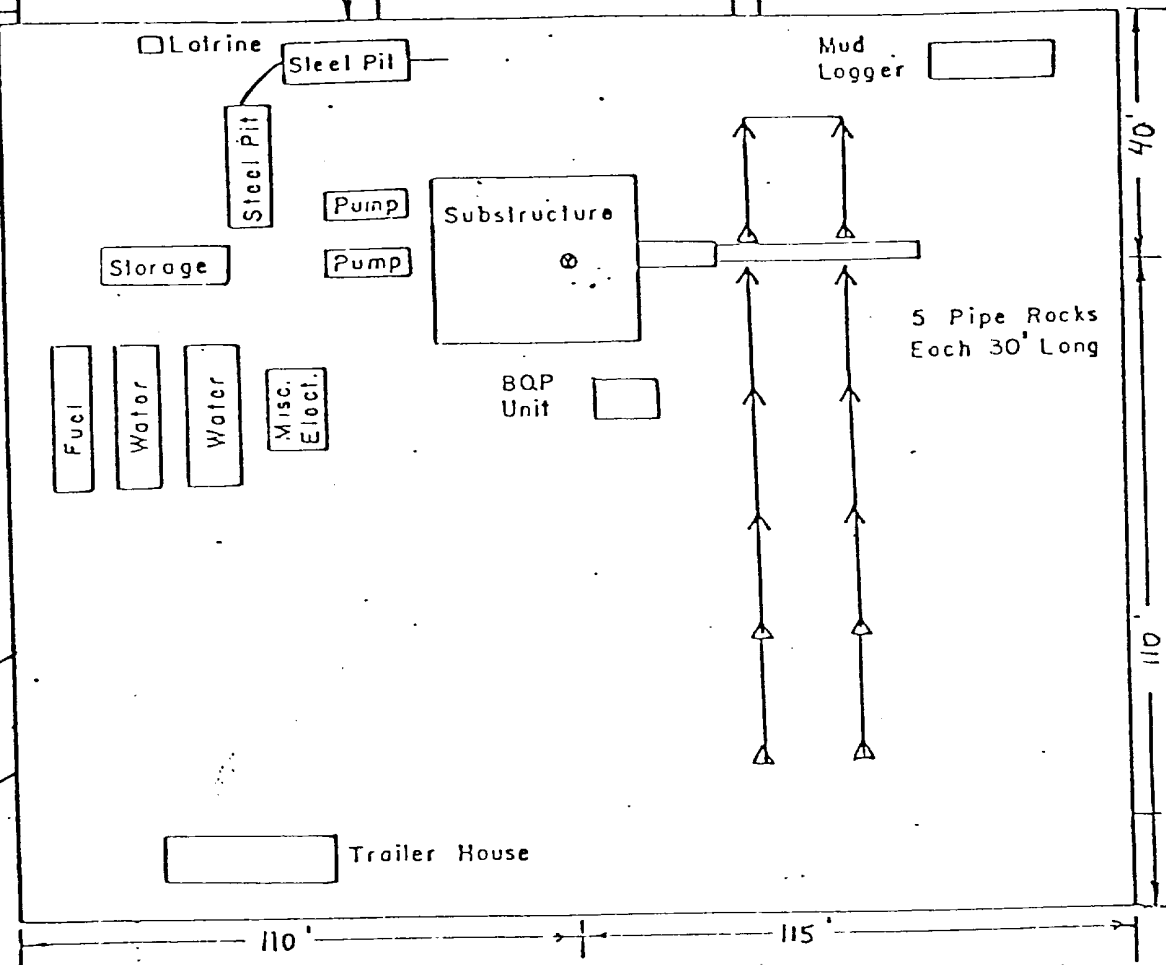 Latrine
Steel Pit
Mud
Logger
Steel Pit
Pump
Substructure
Storage
Pump
40'
5 Pipe Racks
Each 30' Long
BOP
Unit
Fuel
Water
Water
Misc.
Elect.
110'
Trailer House
110'
115'